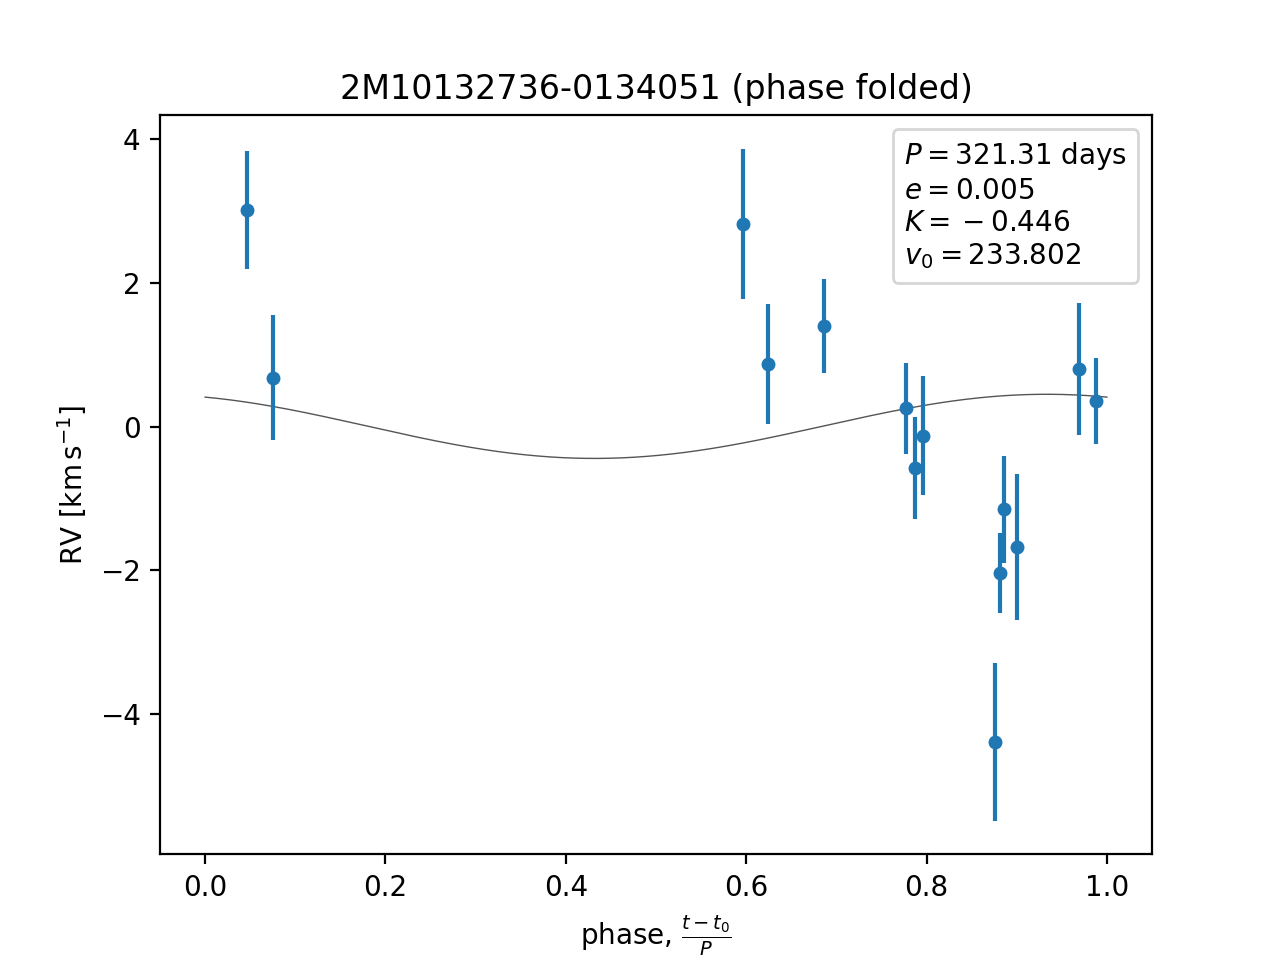 2M10132736-0134051 (phase folded)
P = 321.31 days
e = 0.005
K = −0.446
v₀ = 233.802
4
2
0
−2
−4
RV [km s⁻¹]
0.0 0.2 0.4 0.6 0.8 1.0
phase, (t − t₀)/P